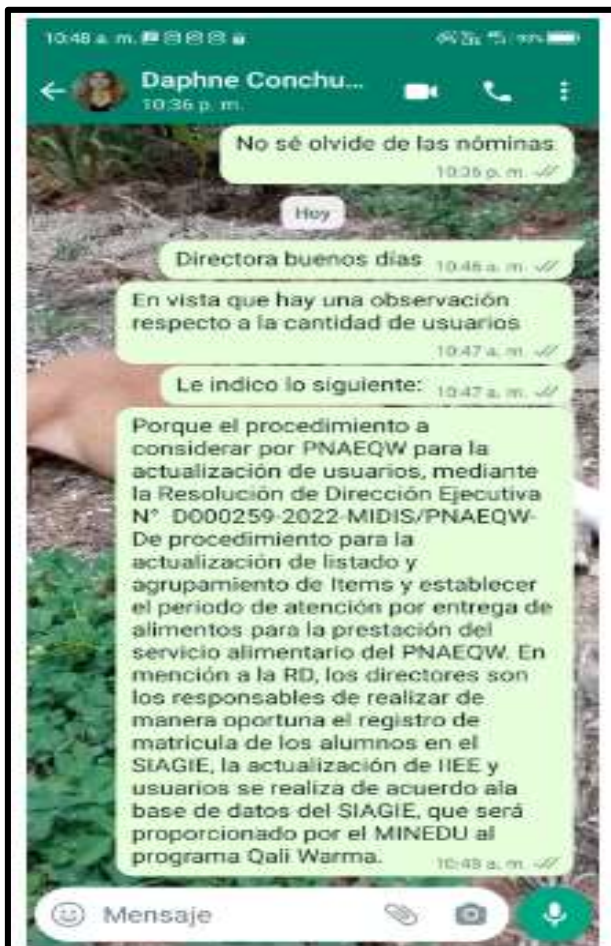 10:48 a. m.
Daphne Conchu...
10:36 p. m.
No sé olvide de las nóminas
10:36 p. m.
Hoy
Directora buenos días 10:46 a. m.
En vista que hay una observación
respecto a la cantidad de usuarios
10:47 a. m.
Le indico lo siguiente: 10:47 a. m.
Porque el procedimiento a
considerar por PNAEQW para la
actualización de usuarios, mediante
la Resolución de Dirección Ejecutiva
N° D000259-2022-MIDIS/PNAEQW-
De procedimiento para la
actualización de listado y
agrupamiento de Items y establecer
el periodo de atención por entrega de
alimentos para la prestación del
servicio alimentario del PNAEQW. En
mención a la RD, los directores son
los responsables de realizar de
manera oportuna el registro de
matricula de los alumnos en el
SIAGIE, la actualización de IIEE y
usuarios se realiza de acuerdo ala
base de datos del SIAGIE, que será
proporcionado por el MINEDU al
programa Qali Warma. 10:48 a. m.
Mensaje